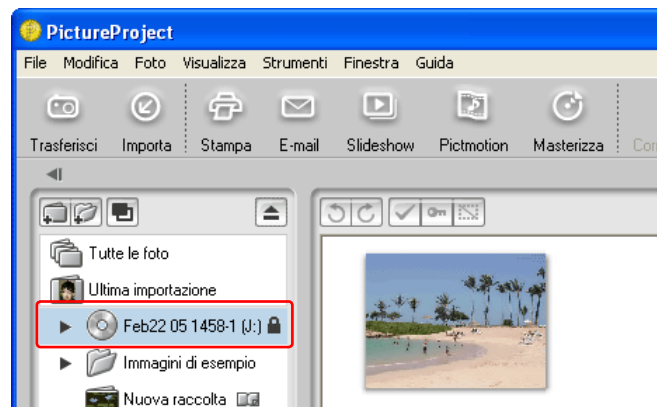 PictureProject
File Modifica Foto Visualizza Strumenti Finestra Guida
Trasferisci Importa Stampa E-mail Slideshow Pictmotion Masterizza
Tutte le foto
Ultima importazione
Feb22 05 1458-1 (J:)
Immagini di esempio
Nuova raccolta